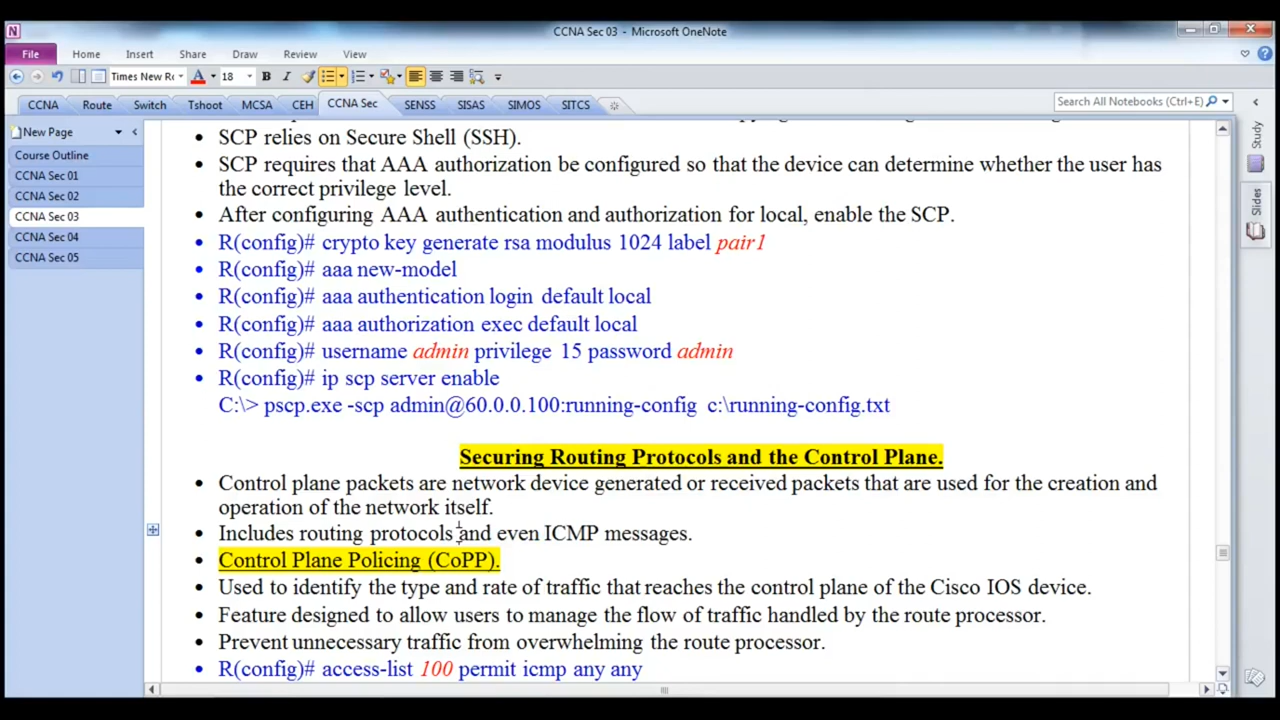 CCNA Sec 03 - Microsoft OneNote
File Home Insert Share Draw Review View
Times New Ro 18 B I
CCNA Route Switch Tshoot MCSA CEH CCNA Sec SENSS SISAS SIMOS SITCS
Search All Notebooks (Ctrl+E)
New Page
Course Outline
CCNA Sec 01
CCNA Sec 02
CCNA Sec 03
CCNA Sec 04
CCNA Sec 05
Study
Slides
• SCP relies on Secure Shell (SSH).
• SCP requires that AAA authorization be configured so that the device can determine whether the user has
the correct privilege level.
• After configuring AAA authentication and authorization for local, enable the SCP.
• R(config)# crypto key generate rsa modulus 1024 label pair1
• R(config)# aaa new-model
• R(config)# aaa authentication login default local
• R(config)# aaa authorization exec default local
• R(config)# username admin privilege 15 password admin
• R(config)# ip scp server enable
C:\> pscp.exe -scp admin@60.0.0.100:running-config c:\running-config.txt
Securing Routing Protocols and the Control Plane.
• Control plane packets are network device generated or received packets that are used for the creation and
operation of the network itself.
• Includes routing protocols and even ICMP messages.
• Control Plane Policing (CoPP).
• Used to identify the type and rate of traffic that reaches the control plane of the Cisco IOS device.
• Feature designed to allow users to manage the flow of traffic handled by the route processor.
• Prevent unnecessary traffic from overwhelming the route processor.
• R(config)# access-list 100 permit icmp any any